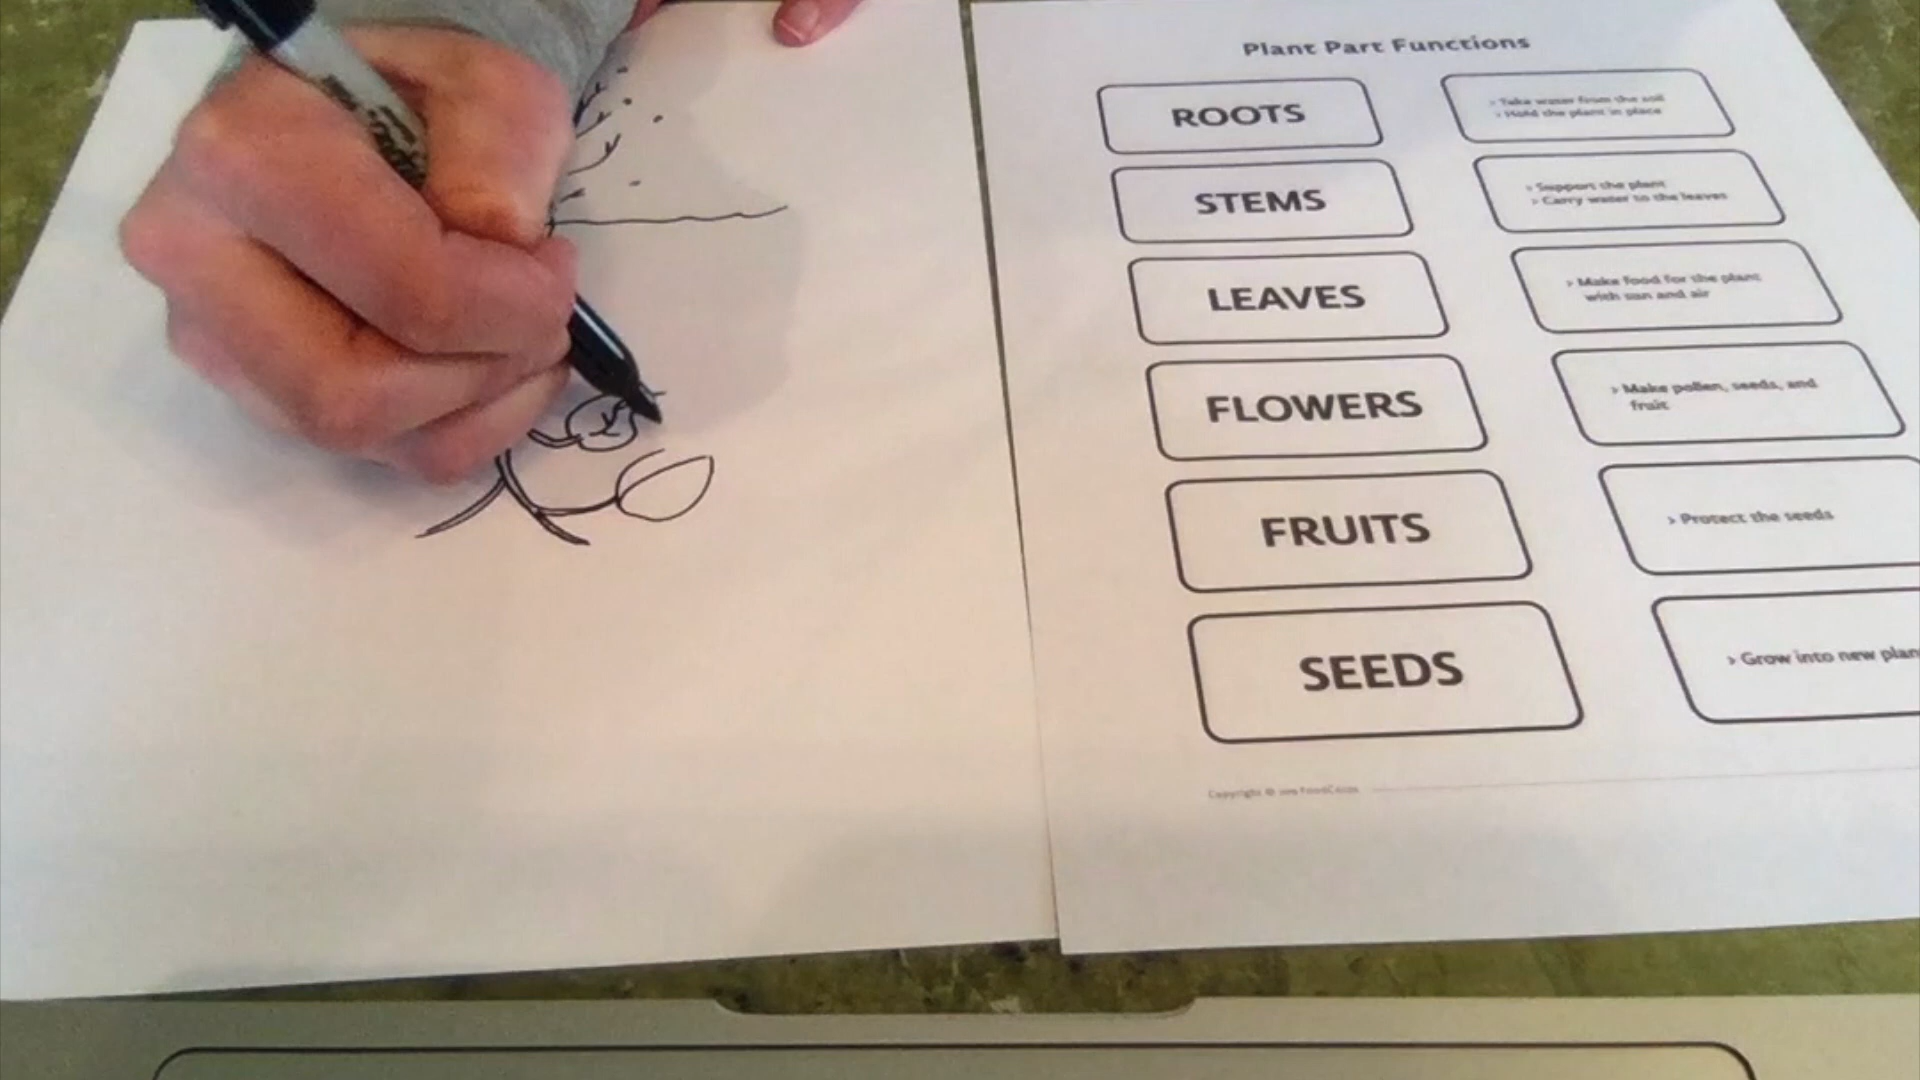 Plant Part Functions
ROOTS
> Take water from the soil
> Hold the plant in place
STEMS
> Support the plant
> Carry water to the leaves
LEAVES
> Make food for the plant
with sun and air
FLOWERS
> Make pollen, seeds, and
fruit
FRUITS
> Protect the seeds
SEEDS
> Grow into new plan
Copyright ©